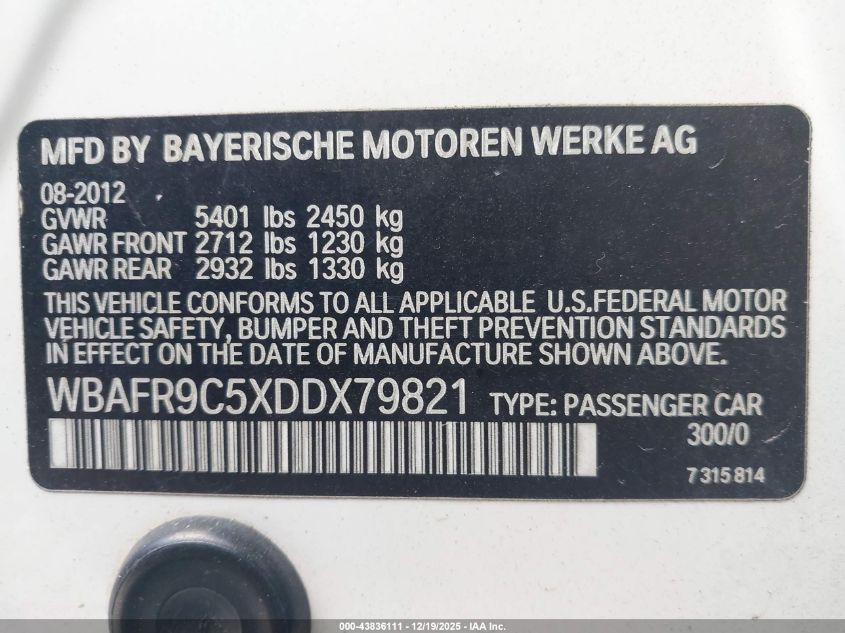 MFD BY BAYERISCHE MOTOREN WERKE AG
08-2012
GVWR 5401 lbs 2450 kg
GAWR FRONT 2712 lbs 1230 kg
GAWR REAR 2932 lbs 1330 kg
THIS VEHICLE CONFORMS TO ALL APPLICABLE U.S.FEDERAL MOTOR
VEHICLE SAFETY, BUMPER AND THEFT PREVENTION STANDARDS
IN EFFECT ON THE DATE OF MANUFACTURE SHOWN ABOVE.
WBAFR9C5XDDX79821 TYPE: PASSENGER CAR
300/0
7 315 814
000-43836111 - 12/19/2025 - IAA Inc.